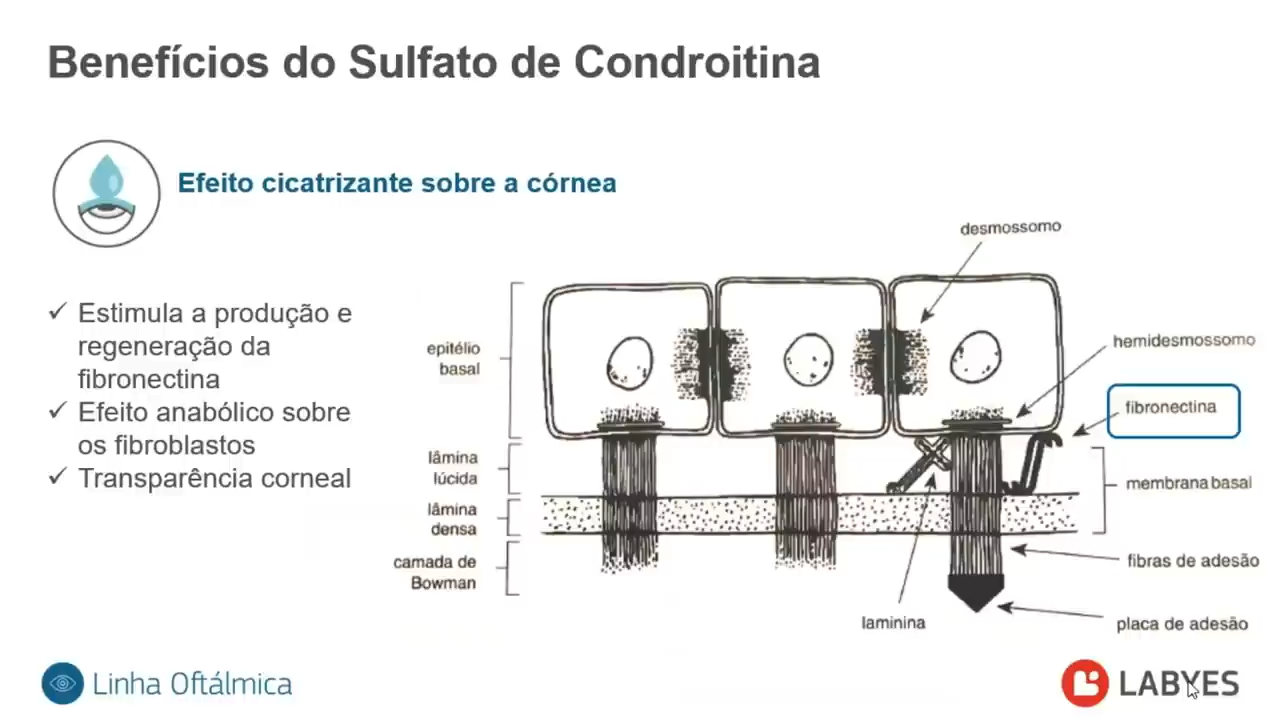 Benefícios do Sulfato de Condroitina
Efeito cicatrizante sobre a córnea
✓ Estimula a produção e
regeneração da
fibronectina
✓ Efeito anabólico sobre
os fibroblastos
✓ Transparência corneal
desmossomo
epitélio
basal
hemidesmossomo
fibronectina
lâmina
lúcida
membrana basal
lâmina
densa
camada de
Bowman
fibras de adesão
laminina
placa de adesão
Linha Oftálmica
LABYES